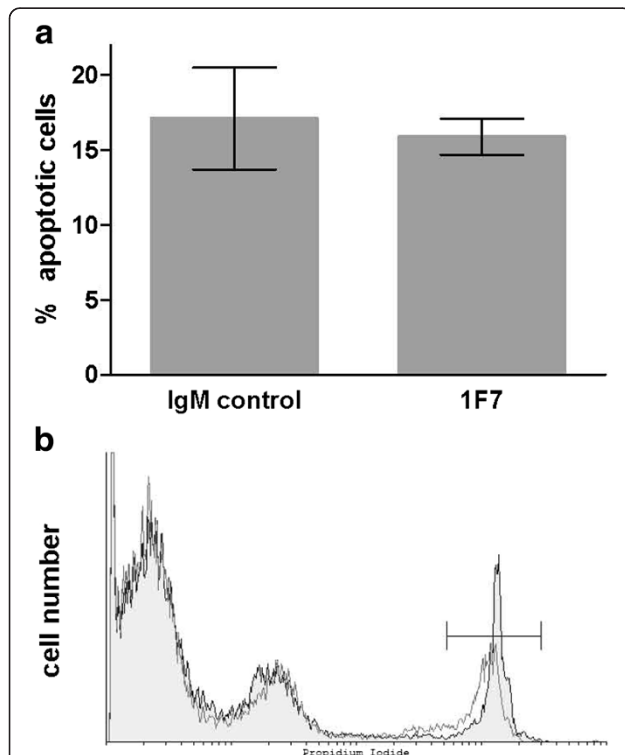 a
% apoptotic cells
20
15
10
5
0
IgM control
1F7
b
cell number
Propidium Iodide